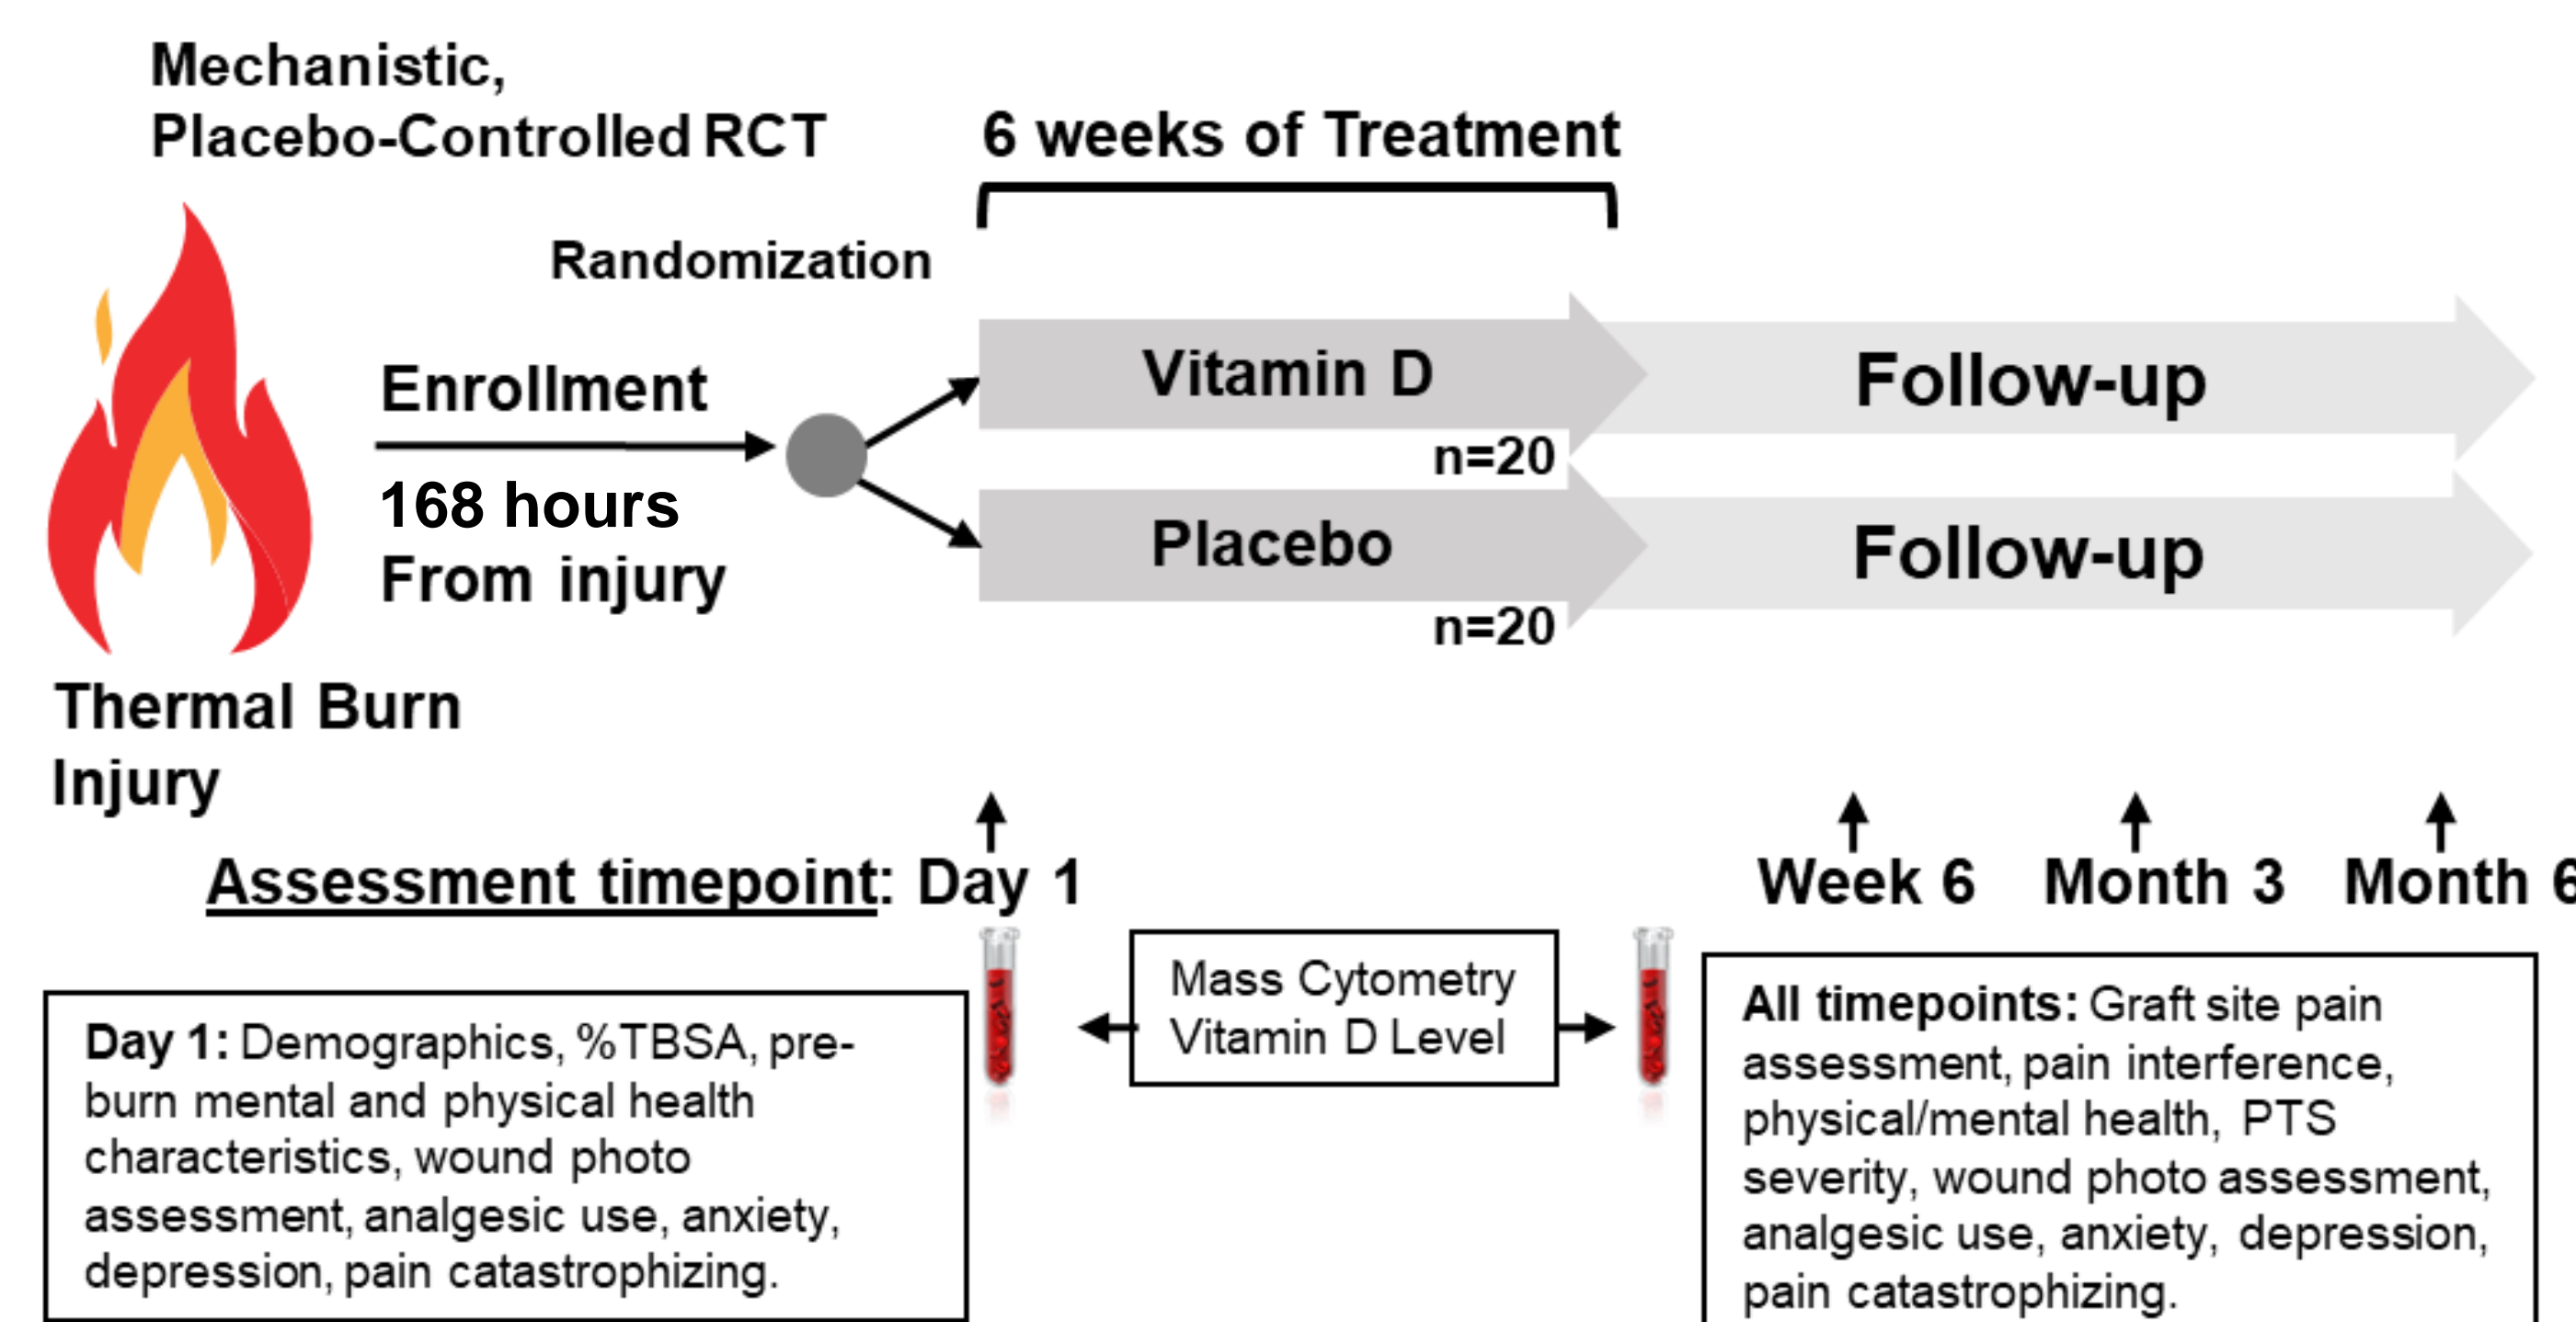 Mechanistic,
Placebo-Controlled RCT
6 weeks of Treatment
Randomization
Enrollment
168 hours
From injury
Vitamin D
n=20
Follow-up
Placebo
n=20
Follow-up
Thermal Burn
Injury
Assessment timepoint: Day 1
Week 6
Month 3
Month 6
Mass Cytometry
Vitamin D Level
Day 1: Demographics, %TBSA, pre-
burn mental and physical health
characteristics, wound photo
assessment, analgesic use, anxiety,
depression, pain catastrophizing.
All timepoints: Graft site pain
assessment, pain interference,
physical/mental health, PTS
severity, wound photo assessment,
analgesic use, anxiety, depression,
pain catastrophizing.